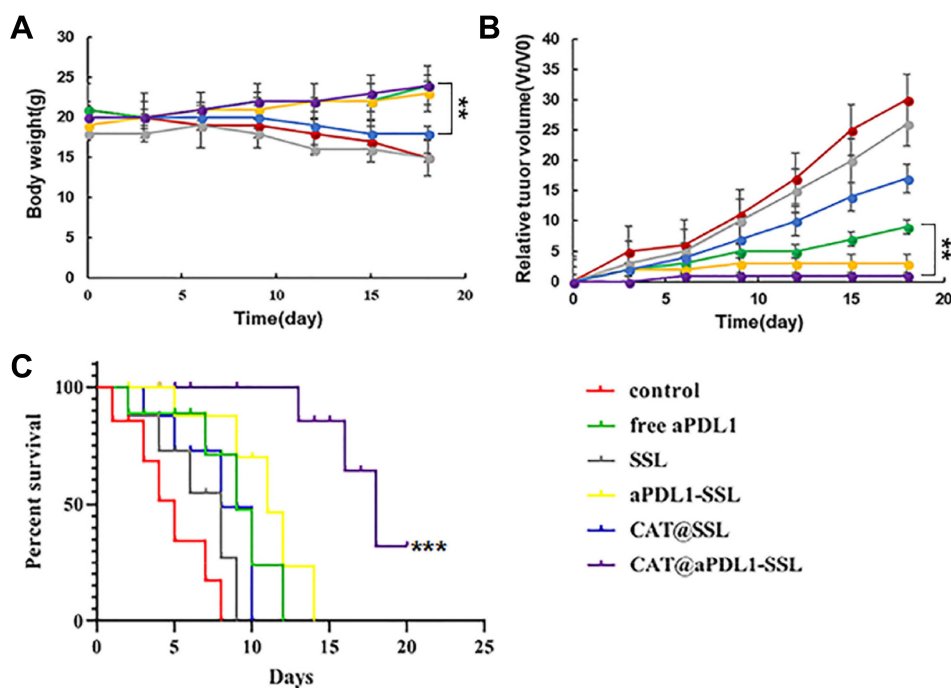 A
Body weight(g)
30
25
20
15
10
5
0
0 5 10 15 20
Time(day)
**
B
Relative tuuor volume(Vt/V0)
40
35
30
25
20
15
10
5
0
0 5 10 15 20
Time(day)
**
C
Percent survival
100
50
0
0 5 10 15 20 25
Days
***
control
free aPDL1
SSL
aPDL1-SSL
CAT@SSL
CAT@aPDL1-SSL